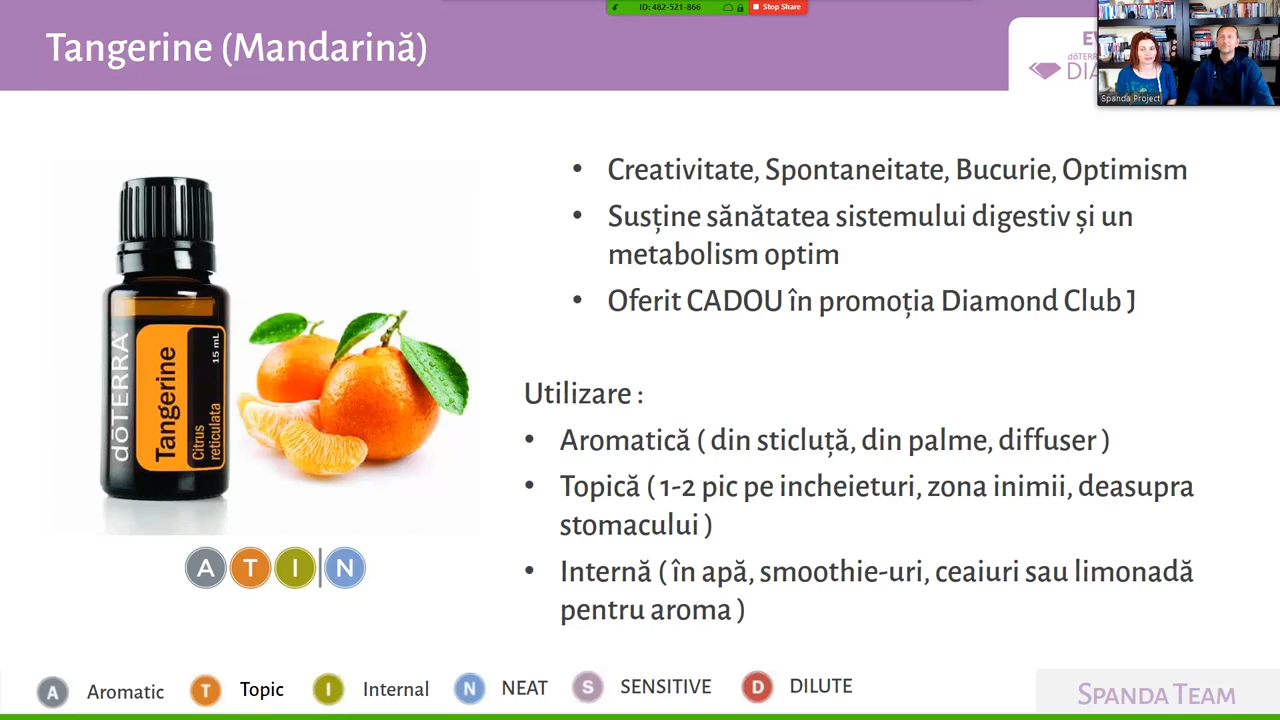 ID: 482-521-866
Stop Share
Tangerine (Mandarină)
dōTERR
DIA
Spanda Project
• Creativitate, Spontaneitate, Bucurie, Optimism
• Susține sănătatea sistemului digestiv și un
metabolism optim
• Oferit CADOU în promoția Diamond Club J
dōTERRA
Tangerine
Citrus
reticulata
15 mL
Utilizare :
• Aromatică ( din sticluță, din palme, diffuser )
• Topică ( 1-2 pic pe incheieturi, zona inimii, deasupra
stomacului )
• Internă ( în apă, smoothie-uri, ceaiuri sau limonadă
pentru aroma )
A T I | N
A Aromatic T Topic I Internal N NEAT S SENSITIVE D DILUTE
Spanda Team